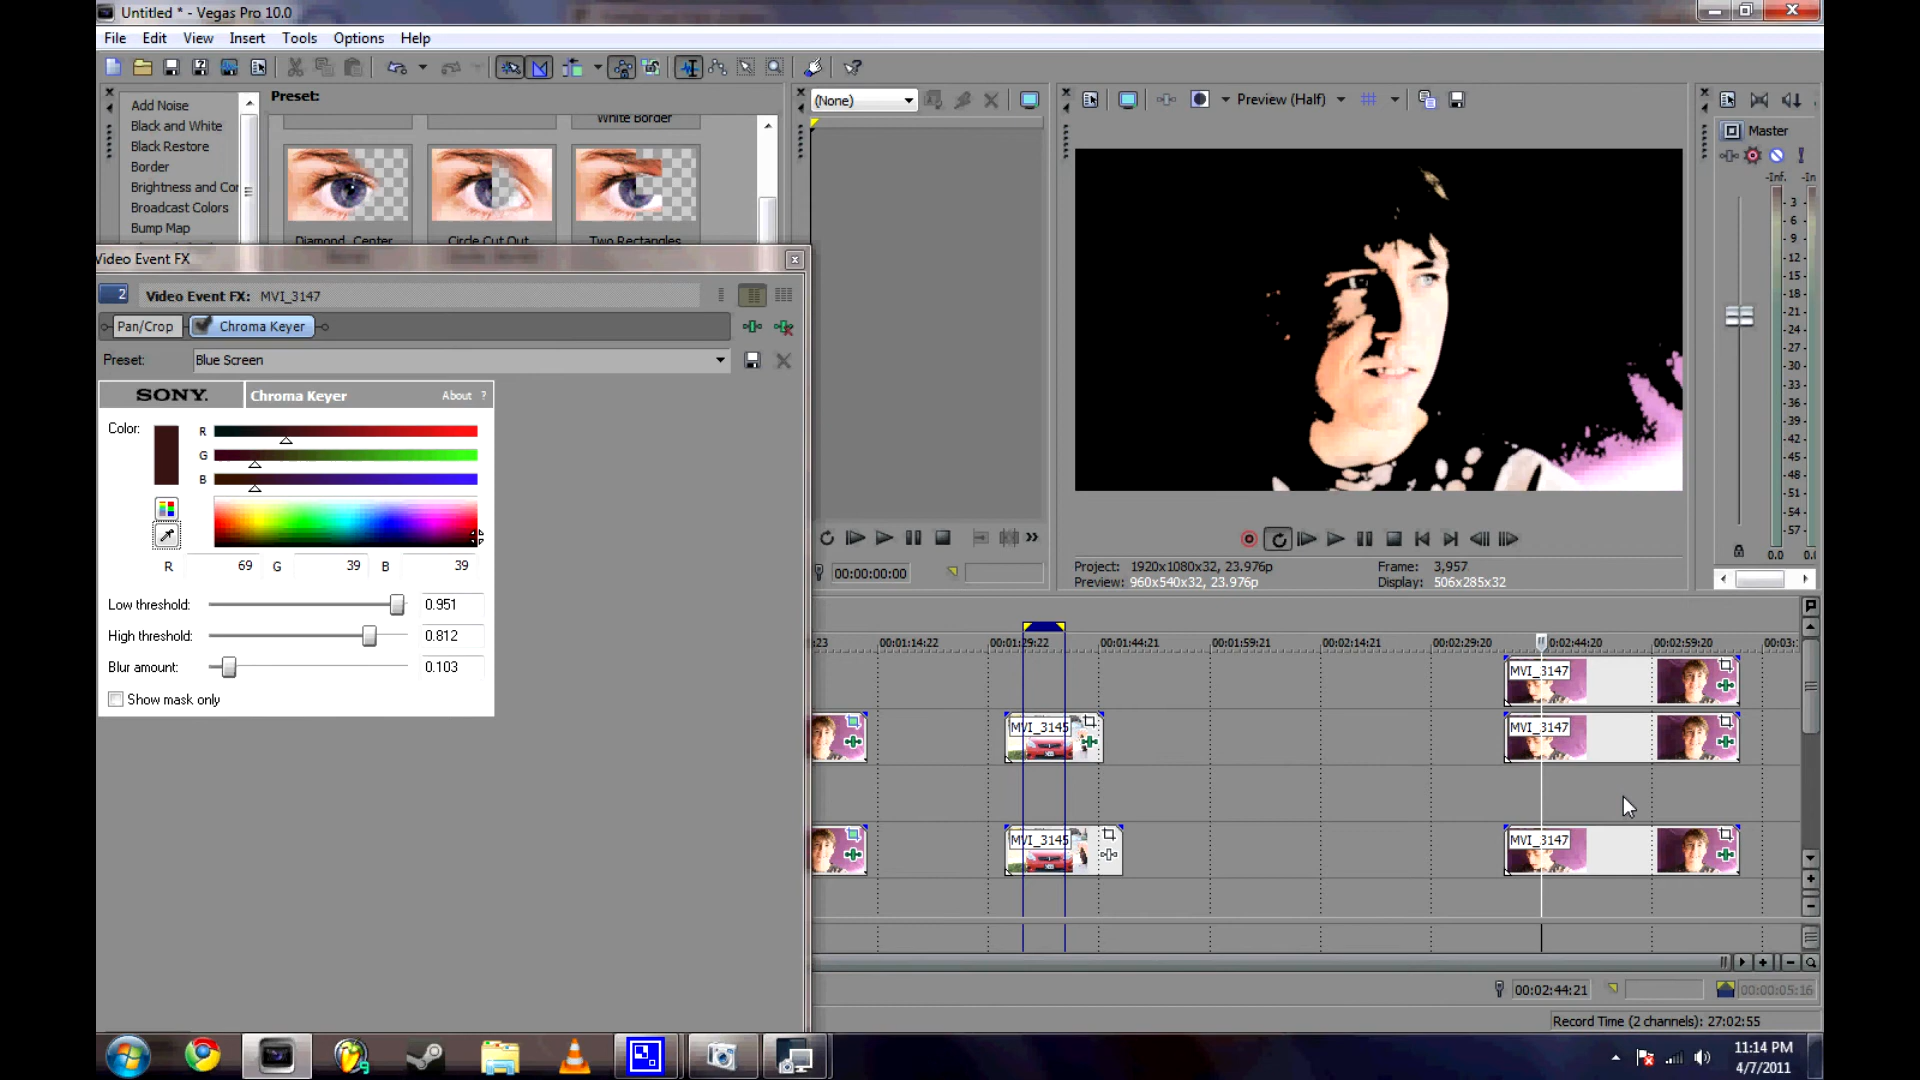 Untitled * - Vegas Pro 10.0
File Edit View Insert Tools Options Help
Add Noise
Black and White
Black Restore
Border
Brightness and Cor
Broadcast Colors
Bump Map
Preset:
White Border
Diamond, Center
Circle Cut Out
Two Rectangles
(None)
Preview (Half)
Master
-Inf.
-In
- 3 -
- 6 -
- 9 -
-12 -
-15 -
-18 -
-21 -
-24 -
-27 -
-30 -
-33 -
-36 -
-39 -
-42 -
-45 -
-48 -
-51 -
-54 -
-57 -
0.0 0.
Video Event FX
2 Video Event FX: MVI_3147
Pan/Crop Chroma Keyer
Preset: Blue Screen
SONY. Chroma Keyer About ?
Color:
R
G
B
R 69 G 39 B 39
Low threshold: 0.951
High threshold: 0.812
Blur amount: 0.103
Show mask only
00:00:00:00
Project: 1920x1080x32, 23.976p
Preview: 960x540x32, 23.976p
Frame: 3,957
Display: 506x285x32
:23 00:01:14:22 00:01:29:22 00:01:44:21 00:01:59:21 00:02:14:21 00:02:29:20 00:02:44:20 00:02:59:20 00:03:
MVI_3147
MVI_3145 MVI_3147
MVI_3145 MVI_3147
00:02:44:21 00:00:05:16
Record Time (2 channels): 27:02:55
11:14 PM
4/7/2011